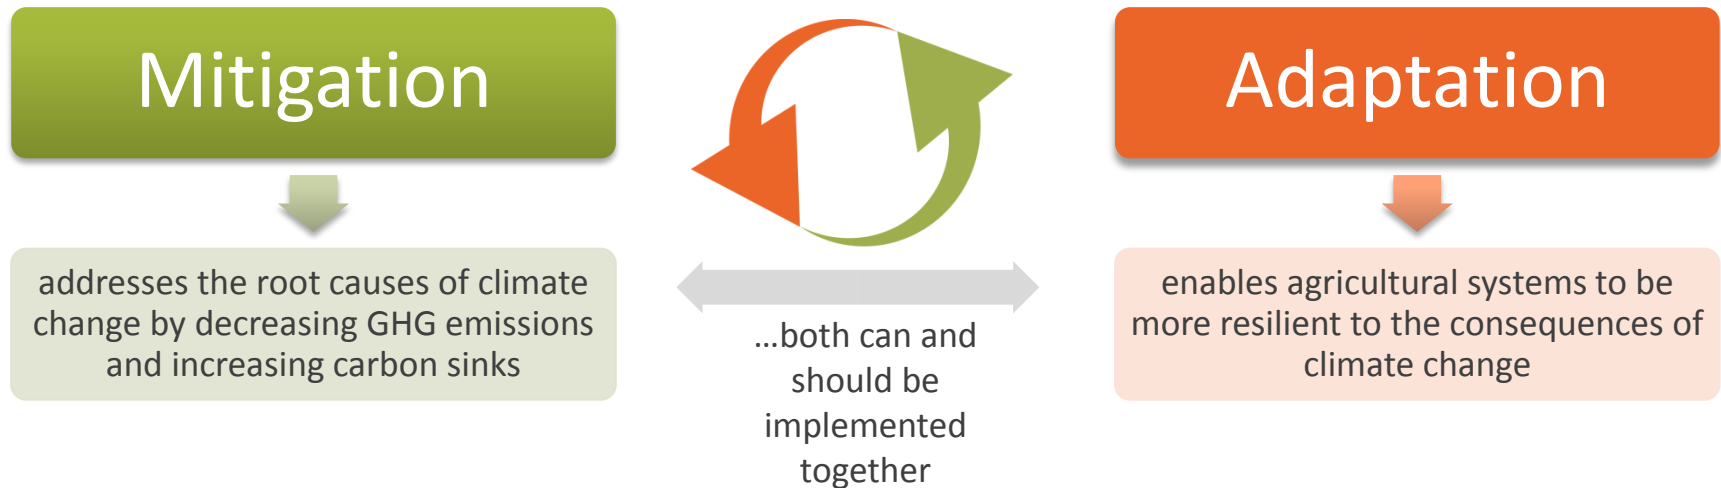 Mitigation
addresses the root causes of climate
change by decreasing GHG emissions
and increasing carbon sinks
...both can and
should be
implemented
together
Adaptation
enables agricultural systems to be
more resilient to the consequences of
climate change